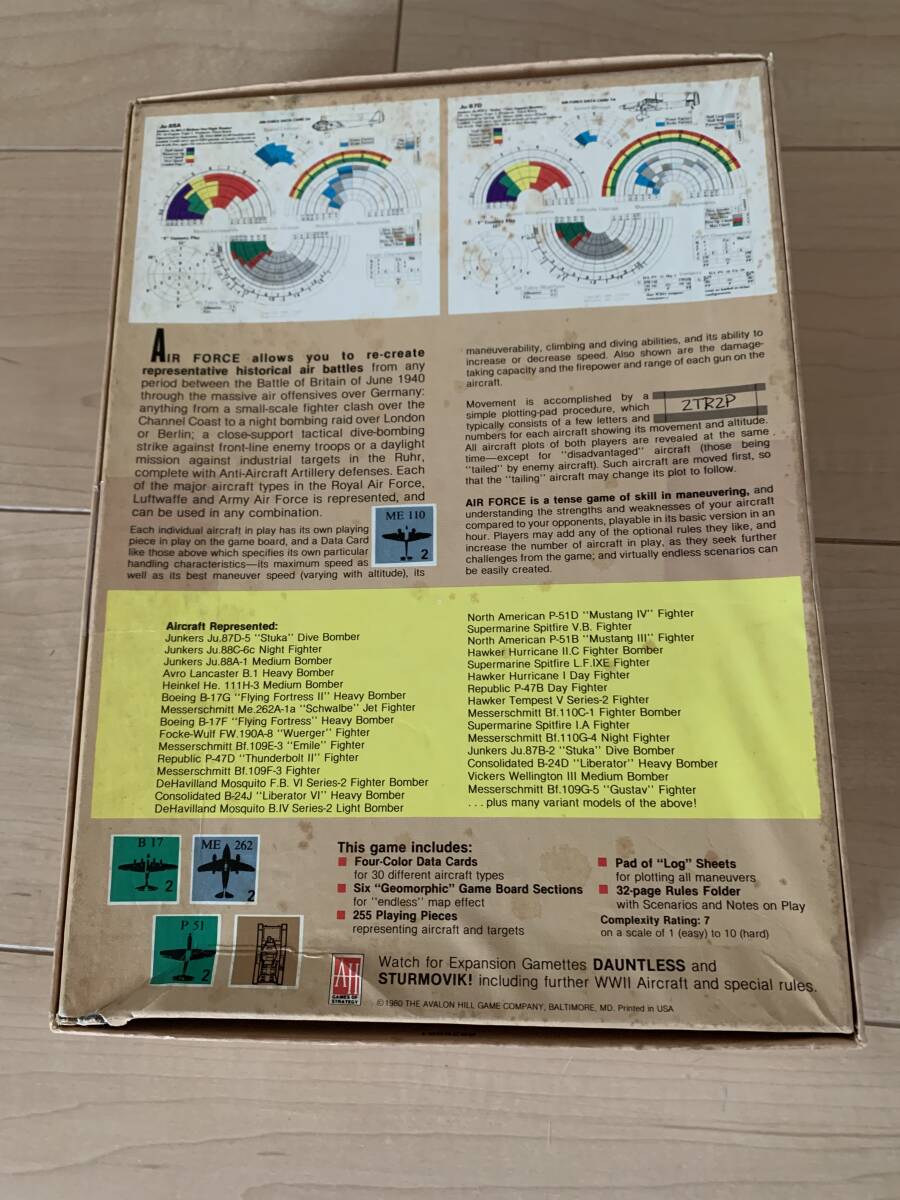 Ju 88A
AIR FORCE DATA CARD
Ju 87D
AIR FORCE DATA CARD 1a
AIR FORCE allows you to re-create
representative historical air battles from any
period between the Battle of Britain of June 1940
through the massive air offensives over Germany:
anything from a small-scale fighter clash over the
Channel Coast to a night bombing raid over London
or Berlin; a close-support tactical dive-bombing
strike against front-line enemy troops or a daylight
mission against industrial targets in the Ruhr,
complete with Anti-Aircraft Artillery defenses. Each
of the major aircraft types in the Royal Air Force,
Luftwaffe and Army Air Force is represented, and
can be used in any combination.
Each individual aircraft in play has its own playing
piece in play on the game board, and a Data Card
like those above which specifies its own particular
handling characteristics—its maximum speed as
well as its best maneuver speed (varying with altitude), its
ME 110
2
maneuverability, climbing and diving abilities, and its ability to
increase or decrease speed. Also shown are the damage-
taking capacity and the firepower and range of each gun on the
aircraft.
Movement is accomplished by a
simple plotting-pad procedure, which
typically consists of a few letters and
numbers for each aircraft showing its movement and altitude.
All aircraft plots of both players are revealed at the same
time—except for "disadvantaged" aircraft (those being
"tailed" by enemy aircraft). Such aircraft are moved first, so
that the "tailing" aircraft may change its plot to follow.
2TR2P
AIR FORCE is a tense game of skill in maneuvering, and
understanding the strengths and weaknesses of your aircraft
compared to your opponents, playable in its basic version in an
hour. Players may add any of the optional rules they like, and
increase the number of aircraft in play, as they seek further
challenges from the game; and virtually endless scenarios can
be easily created.
Aircraft Represented:
Junkers Ju.87D-5 "Stuka" Dive Bomber
Junkers Ju.88C-6c Night Fighter
Junkers Ju.88A-1 Medium Bomber
Avro Lancaster B.1 Heavy Bomber
Heinkel He. 111H-3 Medium Bomber
Boeing B-17G "Flying Fortress II" Heavy Bomber
Messerschmitt Me.262A-1a "Schwalbe" Jet Fighter
Boeing B-17F "Flying Fortress" Heavy Bomber
Focke-Wulf FW.190A-8 "Wuerger" Fighter
Messerschmitt Bf.109E-3 "Emile" Fighter
Republic P-47D "Thunderbolt II" Fighter
Messerschmitt Bf.109F-3 Fighter
DeHavilland Mosquito F.B. VI Series-2 Fighter Bomber
Consolidated B-24J "Liberator VI" Heavy Bomber
DeHavilland Mosquito B.IV Series-2 Light Bomber
North American P-51D "Mustang IV" Fighter
Supermarine Spitfire V.B. Fighter
North American P-51B "Mustang III" Fighter
Hawker Hurricane II.C Fighter Bomber
Supermarine Spitfire L.F.IXE Fighter
Hawker Hurricane I Day Fighter
Republic P-47B Day Fighter
Hawker Tempest V Series-2 Fighter
Messerschmitt Bf.110C-1 Fighter Bomber
Supermarine Spitfire I.A Fighter
Messerschmitt Bf.110G-4 Night Fighter
Junkers Ju.87B-2 "Stuka" Dive Bomber
Consolidated B-24D "Liberator" Heavy Bomber
Vickers Wellington III Medium Bomber
Messerschmitt Bf.109G-5 "Gustav" Fighter
. . . plus many variant models of the above!
B 17
2
ME 262
2
P 51
2
This game includes:
Four-Color Data Cards
for 30 different aircraft types
Six "Geomorphic" Game Board Sections
for "endless" map effect
255 Playing Pieces
representing aircraft and targets
Pad of "Log" Sheets
for plotting all maneuvers
32-page Rules Folder
with Scenarios and Notes on Play
Complexity Rating: 7
on a scale of 1 (easy) to 10 (hard)
AH
GAMES OF
STRATEGY
Watch for Expansion Gamettes DAUNTLESS and
STURMOVIK! including further WWII Aircraft and special rules.
©1980 THE AVALON HILL GAME COMPANY, BALTIMORE, MD. Printed in USA